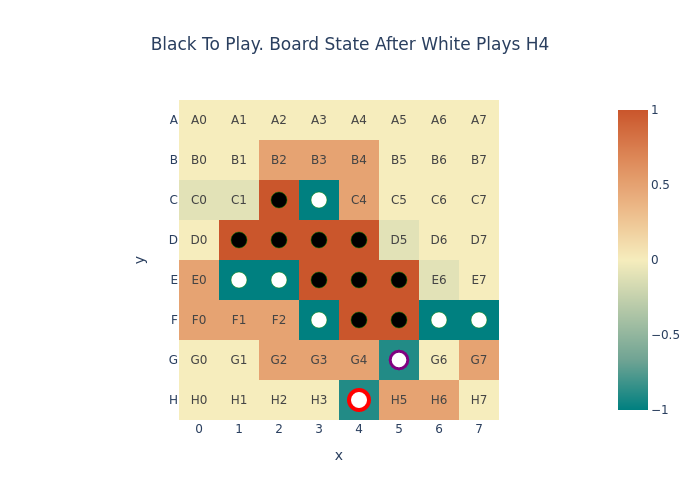 Black To Play. Board State After White Plays H4
A A0 A1 A2 A3 A4 A5 A6 A7
B B0 B1 B2 B3 B4 B5 B6 B7
C C0 C1 C4 C5 C6 C7
D D0 D5 D6 D7
E E0 E6 E7
F F0 F1 F2
G G0 G1 G2 G3 G4 G6 G7
H H0 H1 H2 H3 H5 H6 H7
0 1 2 3 4 5 6 7
x
y
1
0.5
0
−0.5
−1